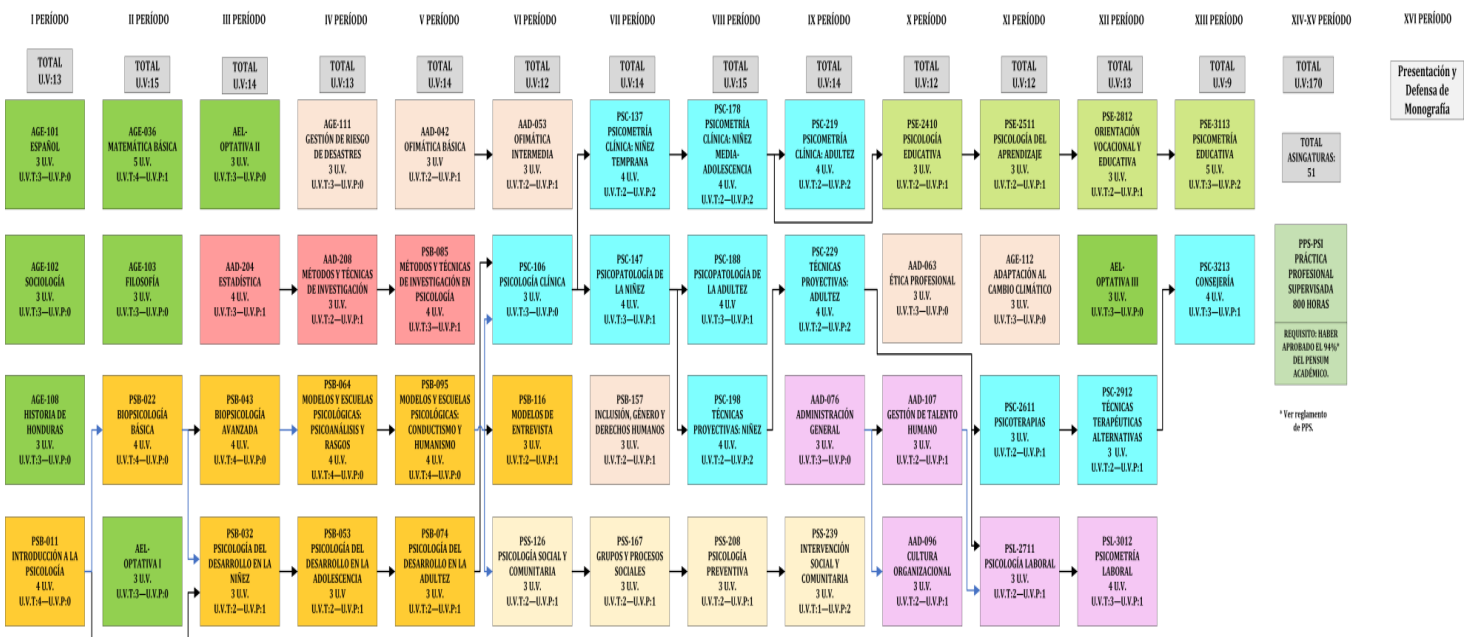 I PERÍODO
II PERÍODO
III PERÍODO
IV PERÍODO
V PERÍODO
VI PERÍODO
VII PERÍODO
VIII PERÍODO
IX PERÍODO
X PERÍODO
XI PERÍODO
XII PERÍODO
XIII PERÍODO
XIV-XV PERÍODO
XVI PERÍODO
TOTAL
U.V:13
TOTAL
U.V:15
TOTAL
U.V:14
TOTAL
U.V:13
TOTAL
U.V:14
TOTAL
U.V:12
TOTAL
U.V:14
TOTAL
U.V:15
TOTAL
U.V:14
TOTAL
U.V:12
TOTAL
U.V:12
TOTAL
U.V:13
TOTAL
U.V:9
TOTAL
U.V:170
Presentación y
Defensa de
Monografía
AGE-101
ESPAÑOL
3 U.V.
U.V.T:3—U.V.P:0
AGE-036
MATEMÁTICA BÁSICA
5 U.V.
U.V.T:4—U.V.P:1
AEL-
OPTATIVA II
3 U.V.
U.V.T:3—U.V.P:0
AGE-111
GESTIÓN DE RIESGO
DE DESASTRES
3 U.V.
U.V.T:3—U.V.P:0
AAD-042
OFIMÁTICA BÁSICA
3 U.V
U.V.T:2—U.V.P:1
AAD-053
OFIMÁTICA
INTERMEDIA
3 U.V.
U.V.T:2—U.V.P:1
PSC-137
PSICOMETRÍA
CLÍNICA: NIÑEZ
TEMPRANA
4 U.V.
U.V.T:2—U.V.P:2
PSC-178
PSICOMETRÍA
CLÍNICA: NIÑEZ
MEDIA-
ADOLESCENCIA
4 U.V.
U.V.T:2—U.V.P:2
PSC-219
PSICOMETRÍA
CLÍNICA: ADULTEZ
4 U.V.
U.V.T:2—U.V.P:2
PSE-2410
PSICOLOGÍA
EDUCATIVA
3 U.V.
U.V.T:2—U.V.P:1
PSE-2511
PSICOLOGÍA DEL
APRENDIZAJE
3 U.V.
U.V.T:2—U.V.P:1
PSE-2812
ORIENTACIÓN
VOCACIONAL Y
EDUCATIVA
3 U.V.
U.V.T:2—U.V.P:1
PSE-3113
PSICOMETRÍA
EDUCATIVA
5 U.V.
U.V.T:3—U.V.P:2
TOTAL
ASINGATURAS:
51
AGE-102
SOCIOLOGÍA
3 U.V.
U.V.T:3—U.V.P:0
AGE-103
FILOSOFÍA
3 U.V.
U.V.T:3—U.V.P:0
AAD-204
ESTADÍSTICA
4 U.V.
U.V.T:3—U.V.P:1
AAD-208
MÉTODOS Y TÉCNICAS
DE INVESTIGACIÓN
3 U.V.
U.V.T:2—U.V.P:1
PSB-085
MÉTODOS Y TÉCNICAS
DE INVESTIGACIÓN EN
PSICOLOGÍA
4 U.V.
U.V.T:3—U.V.P:1
PSC-106
PSICOLOGÍA CLÍNICA
3 U.V.
U.V.T:3—U.V.P:0
PSC-147
PSICOPATOLOGÍA DE
LA NIÑEZ
4 U.V.
U.V.T:3—U.V.P:1
PSC-188
PSICOPATOLOGÍA DE
LA ADULTEZ
4 U.V
U.V.T:3—U.V.P:1
PSC-229
TÉCNICAS
PROYECTIVAS:
ADULTEZ
4 U.V.
U.V.T:2—U.V.P:2
AAD-063
ÉTICA PROFESIONAL
3 U.V.
U.V.T:3—U.V.P:0
AGE-112
ADAPTACIÓN AL
CAMBIO CLIMÁTICO
3 U.V.
U.V.T:3—U.V.P:0
AEL-
OPTATIVA III
3 U.V.
U.V.T:3—U.V.P:0
PSC-3213
CONSEJERÍA
4 U.V.
U.V.T:3—U.V.P:1
PPS-PSI
PRÁCTICA
PROFESIONAL
SUPERVISADA
800 HORAS
REQUISITO: HABER
APROBADO EL 94%*
DEL PENSUM
ACADÉMICO.
* Ver reglamento
de PPS.
AGE-108
HISTORIA DE
HONDURAS
3 U.V.
U.V.T:3—U.V.P:0
PSB-022
BIOPSICOLOGÍA
BÁSICA
4 U.V.
U.V.T:4—U.V.P:0
PSB-043
BIOPSICOLOGÍA
AVANZADA
4 U.V.
U.V.T:4—U.V.P:0
PSB-064
MODELOS Y ESCUELAS
PSICOLÓGICAS:
PSICOANÁLISIS Y
RASGOS
4 U.V.
U.V.T:4—U.V.P:0
PSB-095
MODELOS Y ESCUELAS
PSICOLÓGICAS:
CONDUCTISMO Y
HUMANISMO
4 U.V.
U.V.T:4—U.V.P:0
PSB-116
MODELOS DE
ENTREVISTA
3 U.V.
U.V.T:2—U.V.P:1
PSB-157
INCLUSIÓN, GÉNERO Y
DERECHOS HUMANOS
3 U.V.
U.V.T:2—U.V.P:1
PSC-198
TÉCNICAS
PROYECTIVAS: NIÑEZ
4 U.V.
U.V.T:2—U.V.P:2
AAD-076
ADMINISTRACIÓN
GENERAL
3 U.V.
U.V.T:3—U.V.P:0
AAD-107
GESTIÓN DE TALENTO
HUMANO
3 U.V.
U.V.T:2—U.V.P:1
PSC-2611
PSICOTERAPIAS
3 U.V.
U.V.T:2—U.V.P:1
PSC-2912
TÉCNICAS
TERAPÉUTICAS
ALTERNATIVAS
3 U.V.
U.V.T:2—U.V.P:1
PSB-011
INTRODUCCIÓN A LA
PSICOLOGÍA
4 U.V.
U.V.T:4—U.V.P:0
AEL-
OPTATIVA I
3 U.V.
U.V.T:3—U.V.P:0
PSB-032
PSICOLOGÍA DEL
DESARROLLO EN LA
NIÑEZ
3 U.V.
U.V.T:2—U.V.P:1
PSB-053
PSICOLOGÍA DEL
DESARROLLO EN LA
ADOLESCENCIA
3 U.V
U.V.T:2—U.V.P:1
PSB-074
PSICOLOGÍA DEL
DESARROLLO EN LA
ADULTEZ
3 U.V.
U.V.T:2—U.V.P:1
PSS-126
PSICOLOGÍA SOCIAL Y
COMUNITARIA
3 U.V.
U.V.T:2—U.V.P:1
PSS-167
GRUPOS Y PROCESOS
SOCIALES
3 U.V.
U.V.T:2—U.V.P:1
PSS-208
PSICOLOGÍA
PREVENTIVA
3 U.V.
U.V.T:2—U.V.P:1
PSS-239
INTERVENCIÓN
SOCIAL Y
COMUNITARIA
3 U.V.
U.V.T:1—U.V.P:2
AAD-096
CULTURA
ORGANIZACIONAL
3 U.V.
U.V.T:2—U.V.P:1
PSL-2711
PSICOLOGÍA LABORAL
3 U.V.
U.V.T:2—U.V.P:1
PSL-3012
PSICOMETRÍA
LABORAL
4 U.V.
U.V.T:3—U.V.P:1